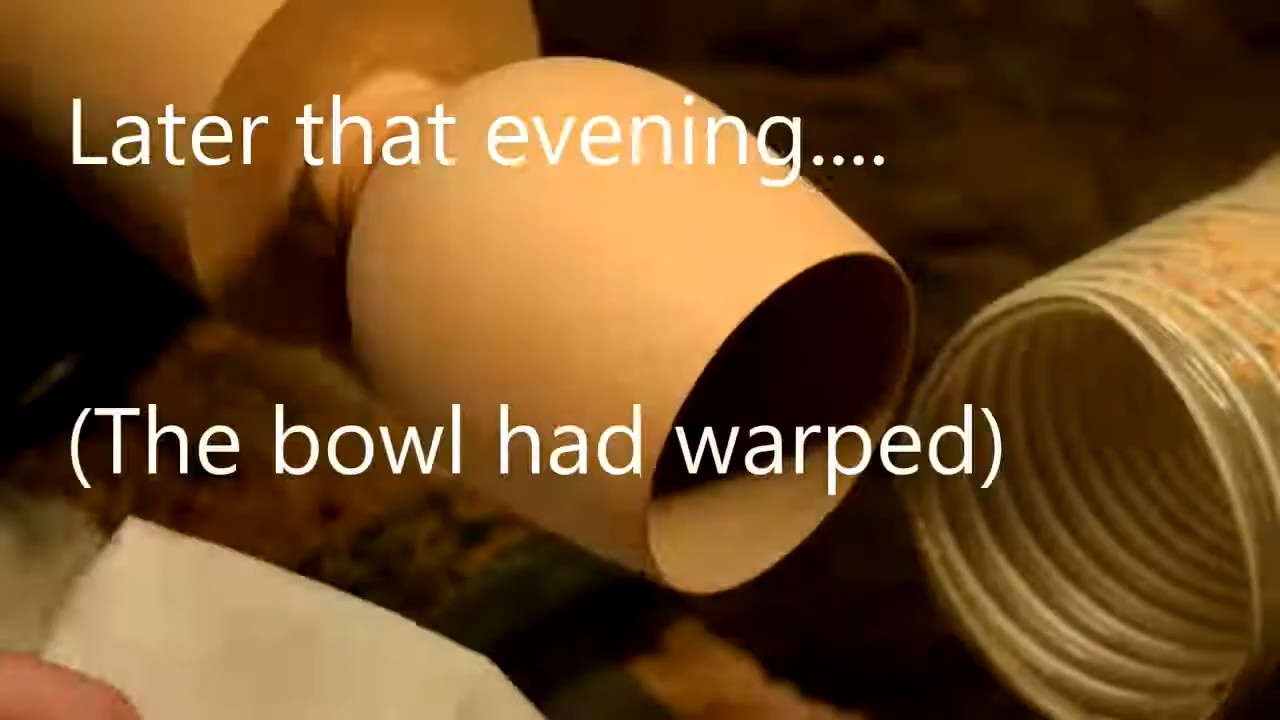 Later that evening....
(The bowl had warped)